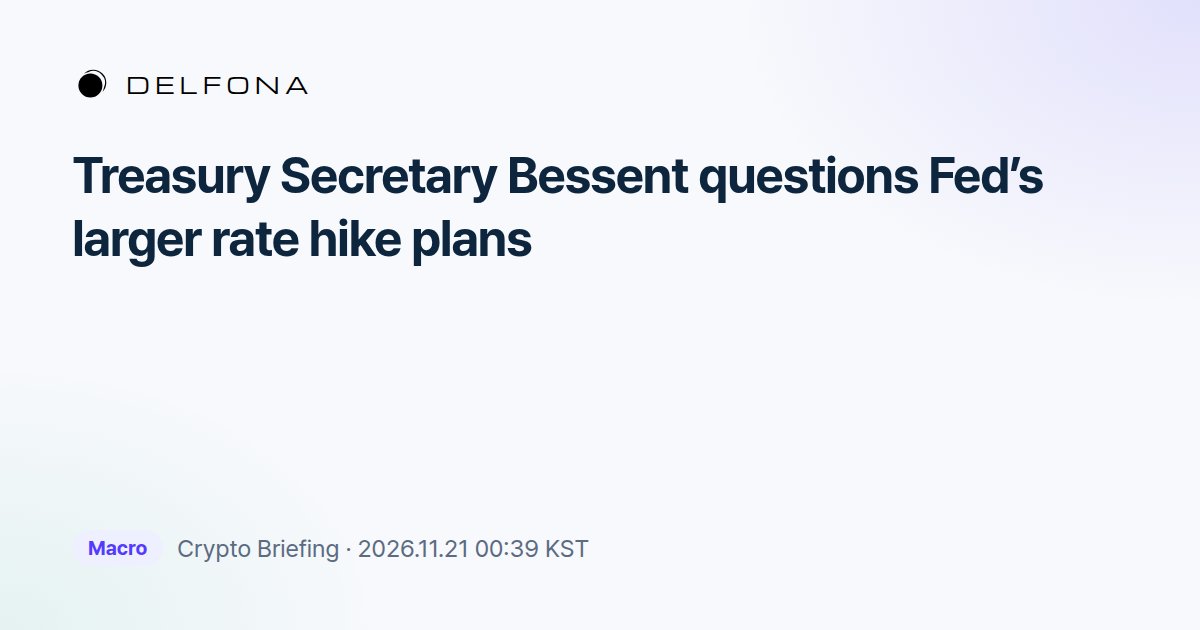 DELFONA
Treasury Secretary Bessent questions Fed’s
larger rate hike plans
Macro Crypto Briefing · 2026.11.21 00:39 KST